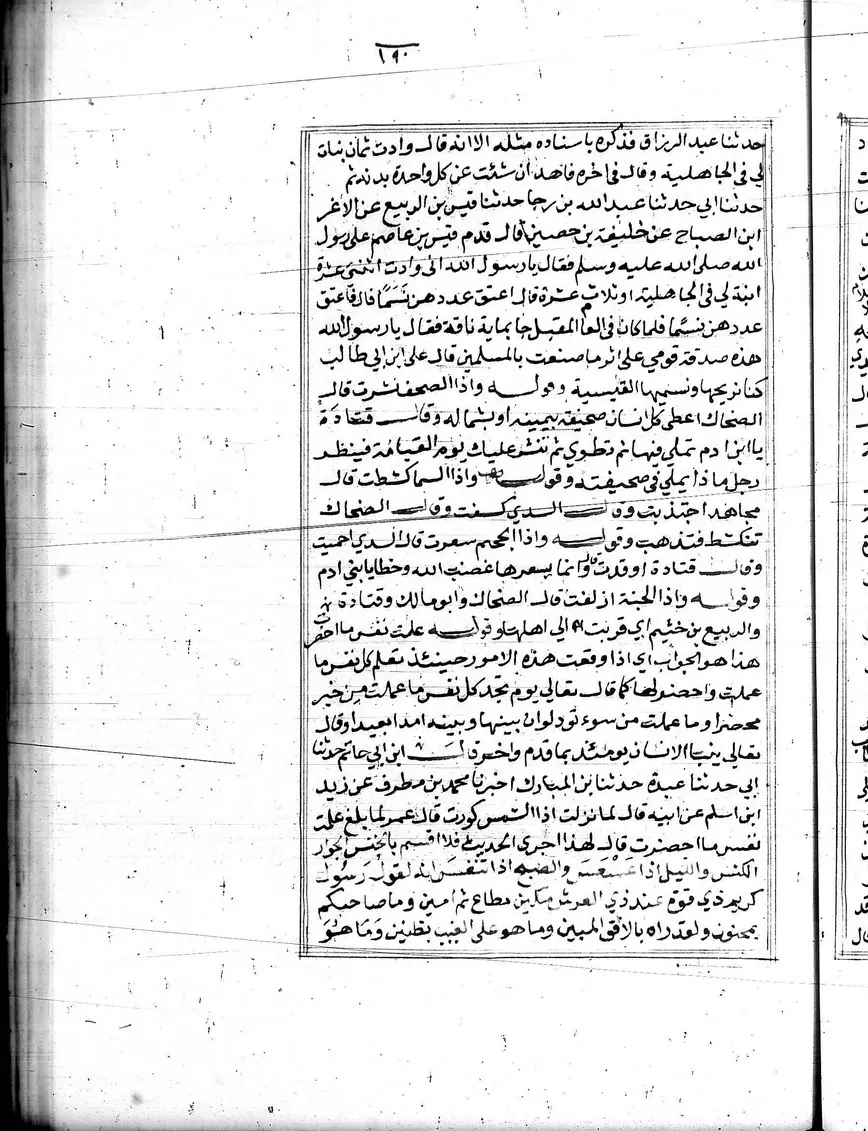 ١٩٠
حدثنا عبد الرزاق فذكره باسناده مثله الا انه قال وادت ثمان بنات
لي في الجاهلية وقال في اخره فاهد ان شئت عن كل واحدة بدنه ثم
حدثنا ابي حدثنا عبد الله بن رجا حدثنا قيس بن الربيع عن الاغر
ابن الصباح عن خليفة بن حصين قال قدم قيس بن عاصم على رسول
الله صلى الله عليه وسلم فقال يا رسول الله اني وادت اثنتى عشرة
ابنة لي في الجاهلية او ثلاث عشرة قال اعتق عددهن نسما قال فاعتق
عددهن نسما فلما كان في العام المقبل جا بماية ناقة فقال يا رسول الله
هذه صدقة قومي على اثر ما صنعت بالمسلمين قال على ابن ابي طالب
كنا نريحها ونسميها القيسية وقوله واذا الصحف نشرت قال
الضحاك اعطى كل انسان صحيفته بيمينه او بشماله وقال قتادة
يا ابن ادم تملي فيها ثم تطوي ثم تنشر عليك يوم القيامة فينظر
رجل ماذا يملي في صحيفته وقوله واذا السما كشطت قال
مجاهد اجتذبت وقال السدي كشفت وقال الضحاك
تنكشط فتذهب وقوله واذا الجحيم سعرت قال السدي احميت
وقال قتادة اوقدت قال وانما يسعرها غضب الله وخطايا بني ادم
وقوله واذا الجنة ازلفت قال الضحاك وابو مالك وقتادة
والربيع بن خثيم اي قربت الي اهلها وقوله علمت نفس ما احضرت
هذا هو الجواب اي اذا وقعت هذه الامور حينئذ تعلم كل نفس ما
عملت واحضر لها كما قال تعالي يوم تجد كل نفس ما عملت من خير
محضرا وما عملت من سوء تود لو ان بينها وبينه امدا بعيدا وقال
تعالي ينبا الانسان يومئذ بما قدم واخر قال ابن ابي حاتم حدثنا
ابي حدثنا عبدة حدثنا بن المبارك اخبرنا محمد بن مطرف عن زيد
ابن اسلم عن ابيه قال لما نزلت اذا الشمس كورت قال عمر لما بلغ علمت
نفس ما احضرت قال لهذا اجري الحديث فلا اقسم بالخنس الجوار
الكنس والليل اذا عسعس والصبح اذا تنفس انه لقول رسول
كريم ذي قوة عند ذي العرش مكين مطاع ثم امين وما صاحبكم
بمجنون ولقد راه بالافق المبين وما هو على الغيب بظنين وما هو